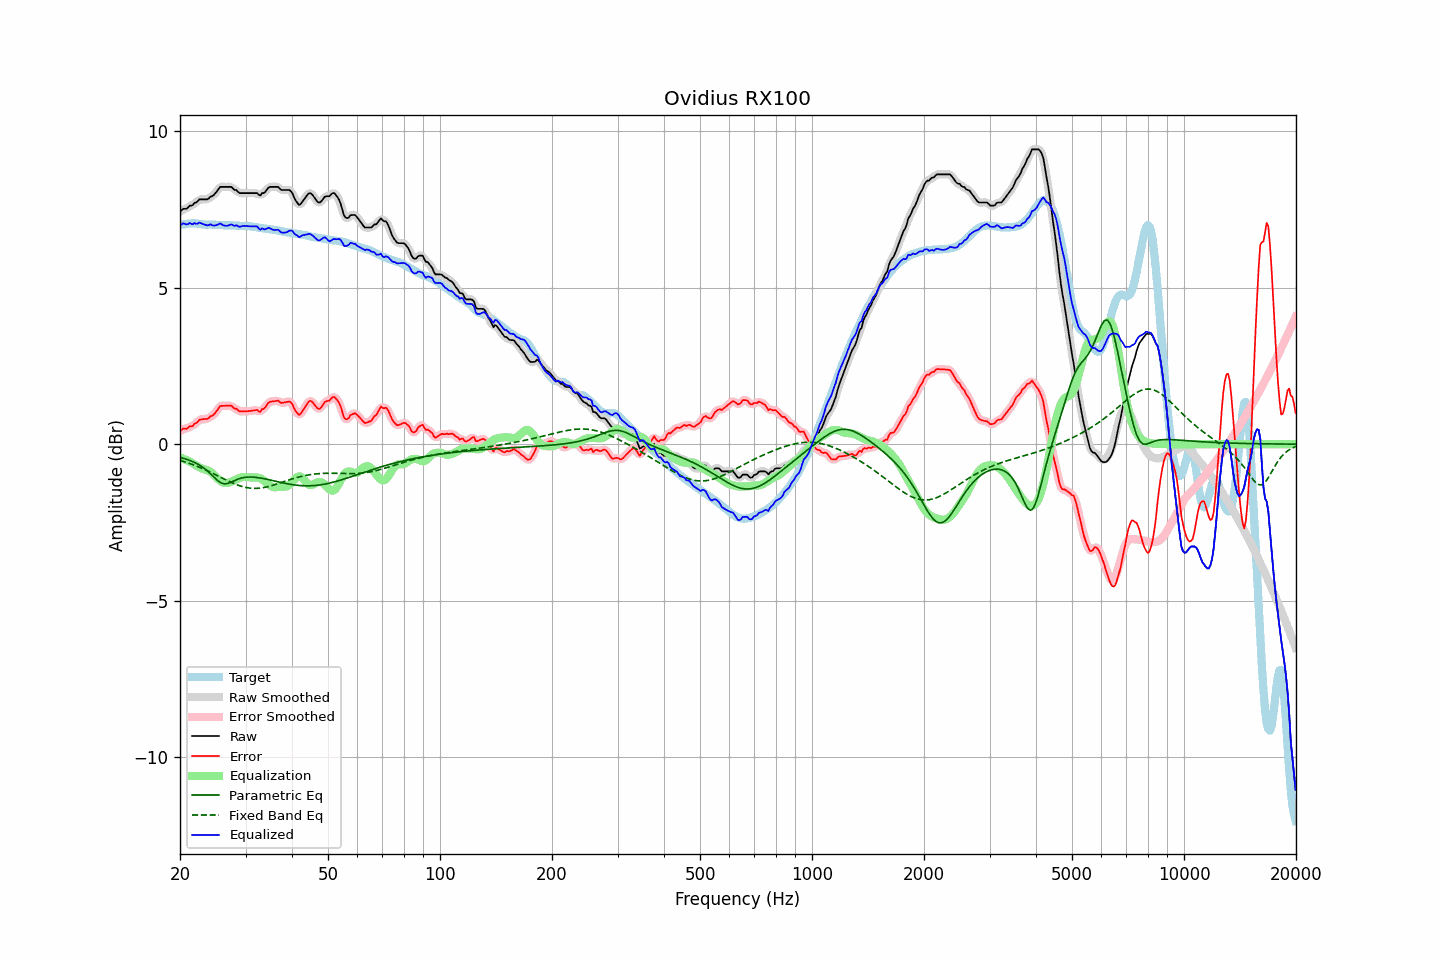 Ovidius RX100
Amplitude (dBr)
10
5
0
−5
−10
Target
Raw Smoothed
Error Smoothed
Raw
Error
Equalization
Parametric Eq
Fixed Band Eq
Equalized
20 50 100 200 500 1000 2000 5000 10000 20000
Frequency (Hz)